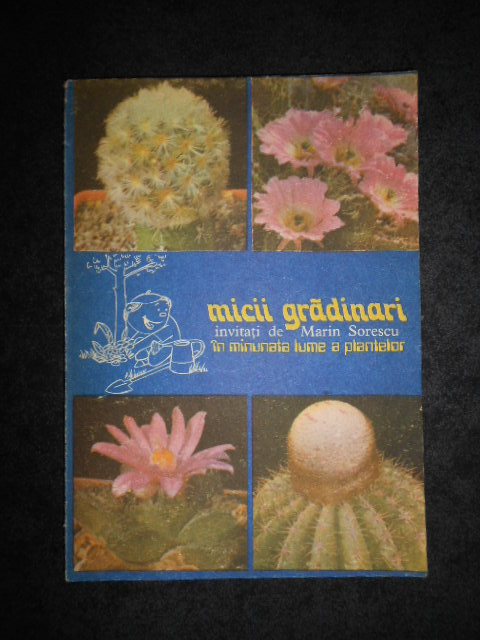 micii grădinari
invitați de Marin Sorescu
în minunata lume a plantelor